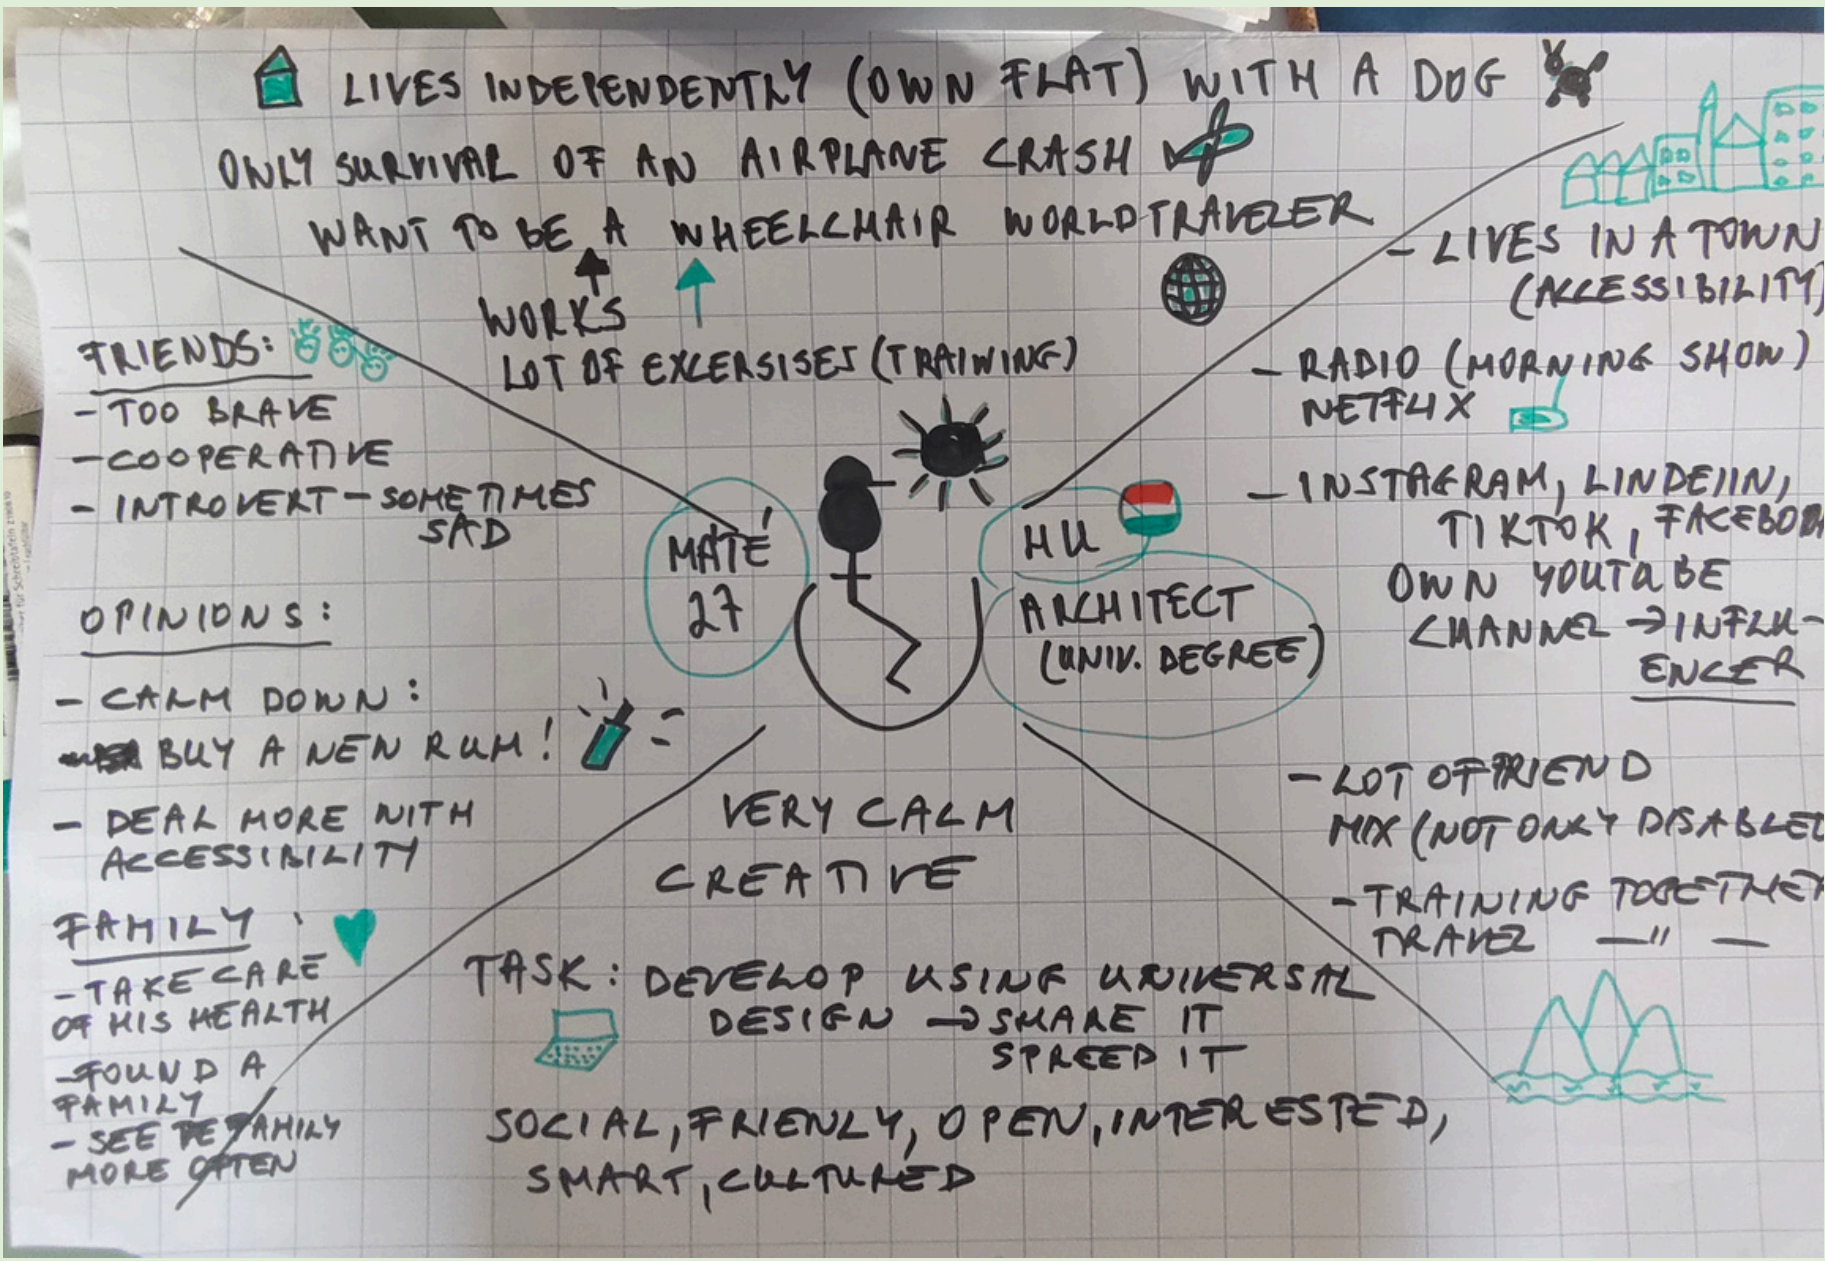 LIVES INDEPENDENTLY (OWN FLAT) WITH A DOG
ONLY SURVIVAL OF AN AIRPLANE CRASH
WANT TO BE A WHEELCHAIR WORLDTRAVELER
WORKS
LOT OF EXCERSISES (TRAINING)
FRIENDS:
- TOO BRAVE
- COOPERATIVE
- INTROVERT - SOMETIMES
SAD
OPINIONS:
- CALM DOWN:
BUY A NEW RUM!
- DEAL MORE WITH
ACCESSIBILITY
FAMILY:
- TAKE CARE
OF HIS HEALTH
- FOUND A
FAMILY
- SEE FAMILY
MORE OFTEN
MATÉ
27
HU
ARCHITECT
(UNIV. DEGREE)
- LIVES IN A TOWN
(ACCESSIBILITY)
- RADIO (MORNING SHOW)
NETFLIX
- INSTAGRAM, LINDEIIN,
TIKTOK, FACEBOO
OWN YOUTUBE
CHANNEL → INFLU-
ENCER
- LOT OF FRIEND
MIX (NOT ONLY DISABLED
- TRAINING TOGETHER
TRAVEL —"—
VERY CALM
CREATIVE
TASK: DEVELOP USING UNIVERSAL
DESIGN → SHARE IT
SPREED IT
SOCIAL, FRIENLY, OPEN, INTERESTED,
SMART, CULTURED